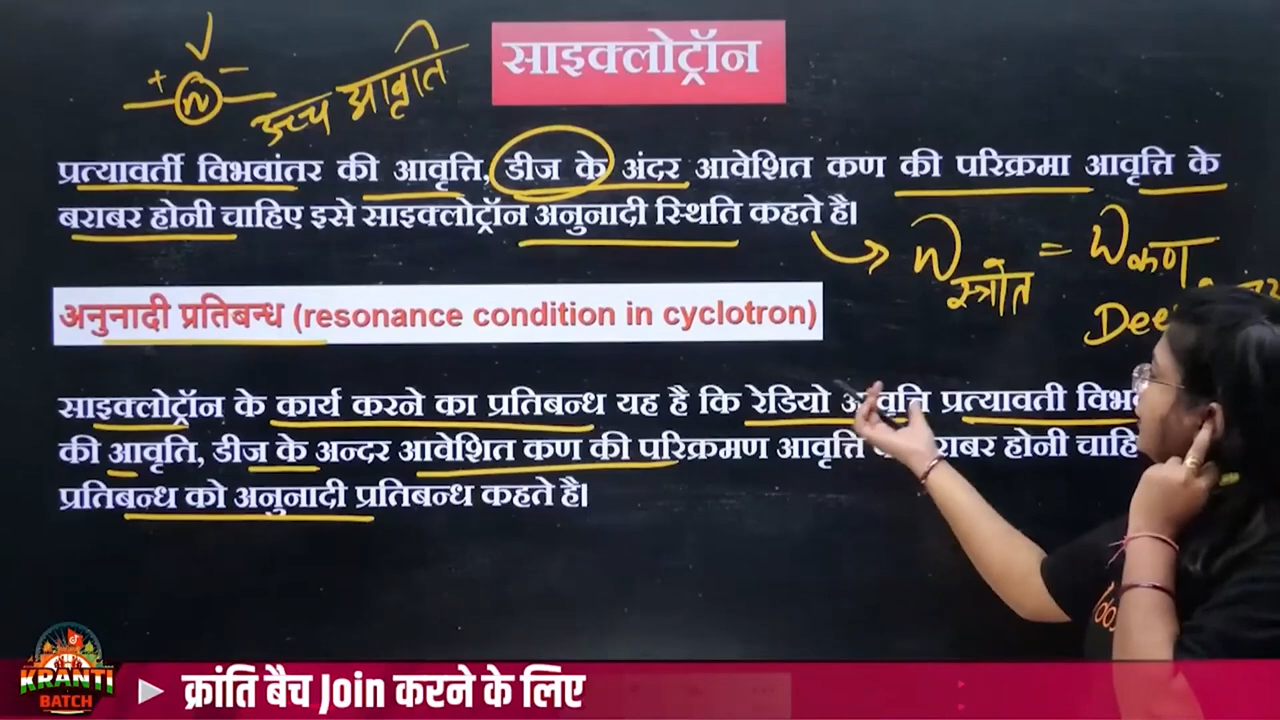 साइक्लोट्रॉन
+ −
उच्च आवृति
प्रत्यावर्ती विभवांतर की आवृत्ति, डीज के अंदर आवेशित कण की परिक्रमा आवृत्ति के
बराबर होनी चाहिए इसे साइक्लोट्रॉन अनुनादी स्थिति कहते है।
स्त्रोत = कण
अनुनादी प्रतिबन्ध (resonance condition in cyclotron)
साइक्लोट्रॉन के कार्य करने का प्रतिबन्ध यह है कि रेडियो प्रत्यावती
की आवृति, डीज के अन्दर आवेशित कण की परिक्रमण आवृत्ति होनी
प्रतिबन्ध को अनुनादी प्रतिबन्ध कहते है।
KRANTI
BATCH
क्रांति बैच Join करने के लिए